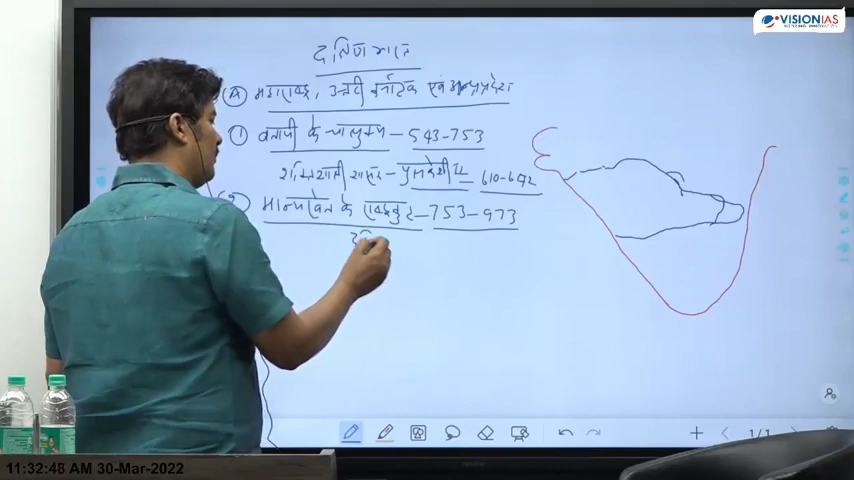 VISIONIAS
दक्षिण भारत
(A) महाराष्ट्र, उत्तरी कर्नाटक एवं आन्ध्रप्रदेश
(1) वातापी के चालुक्य – 543-753
शक्तिशाली शासक – पुलकेशी II – 610-642
(2) मान्यखेत के राष्ट्रकूट – 753-973
1/1
11:32:48 AM 30-Mar-2022